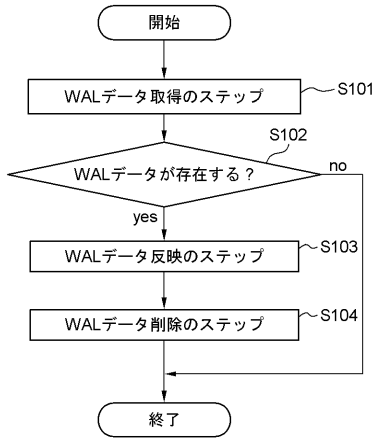 開始
WALデータ取得のステップ
S101
S102
WALデータが存在する？
no
yes
WALデータ反映のステップ
S103
WALデータ削除のステップ
S104
終了